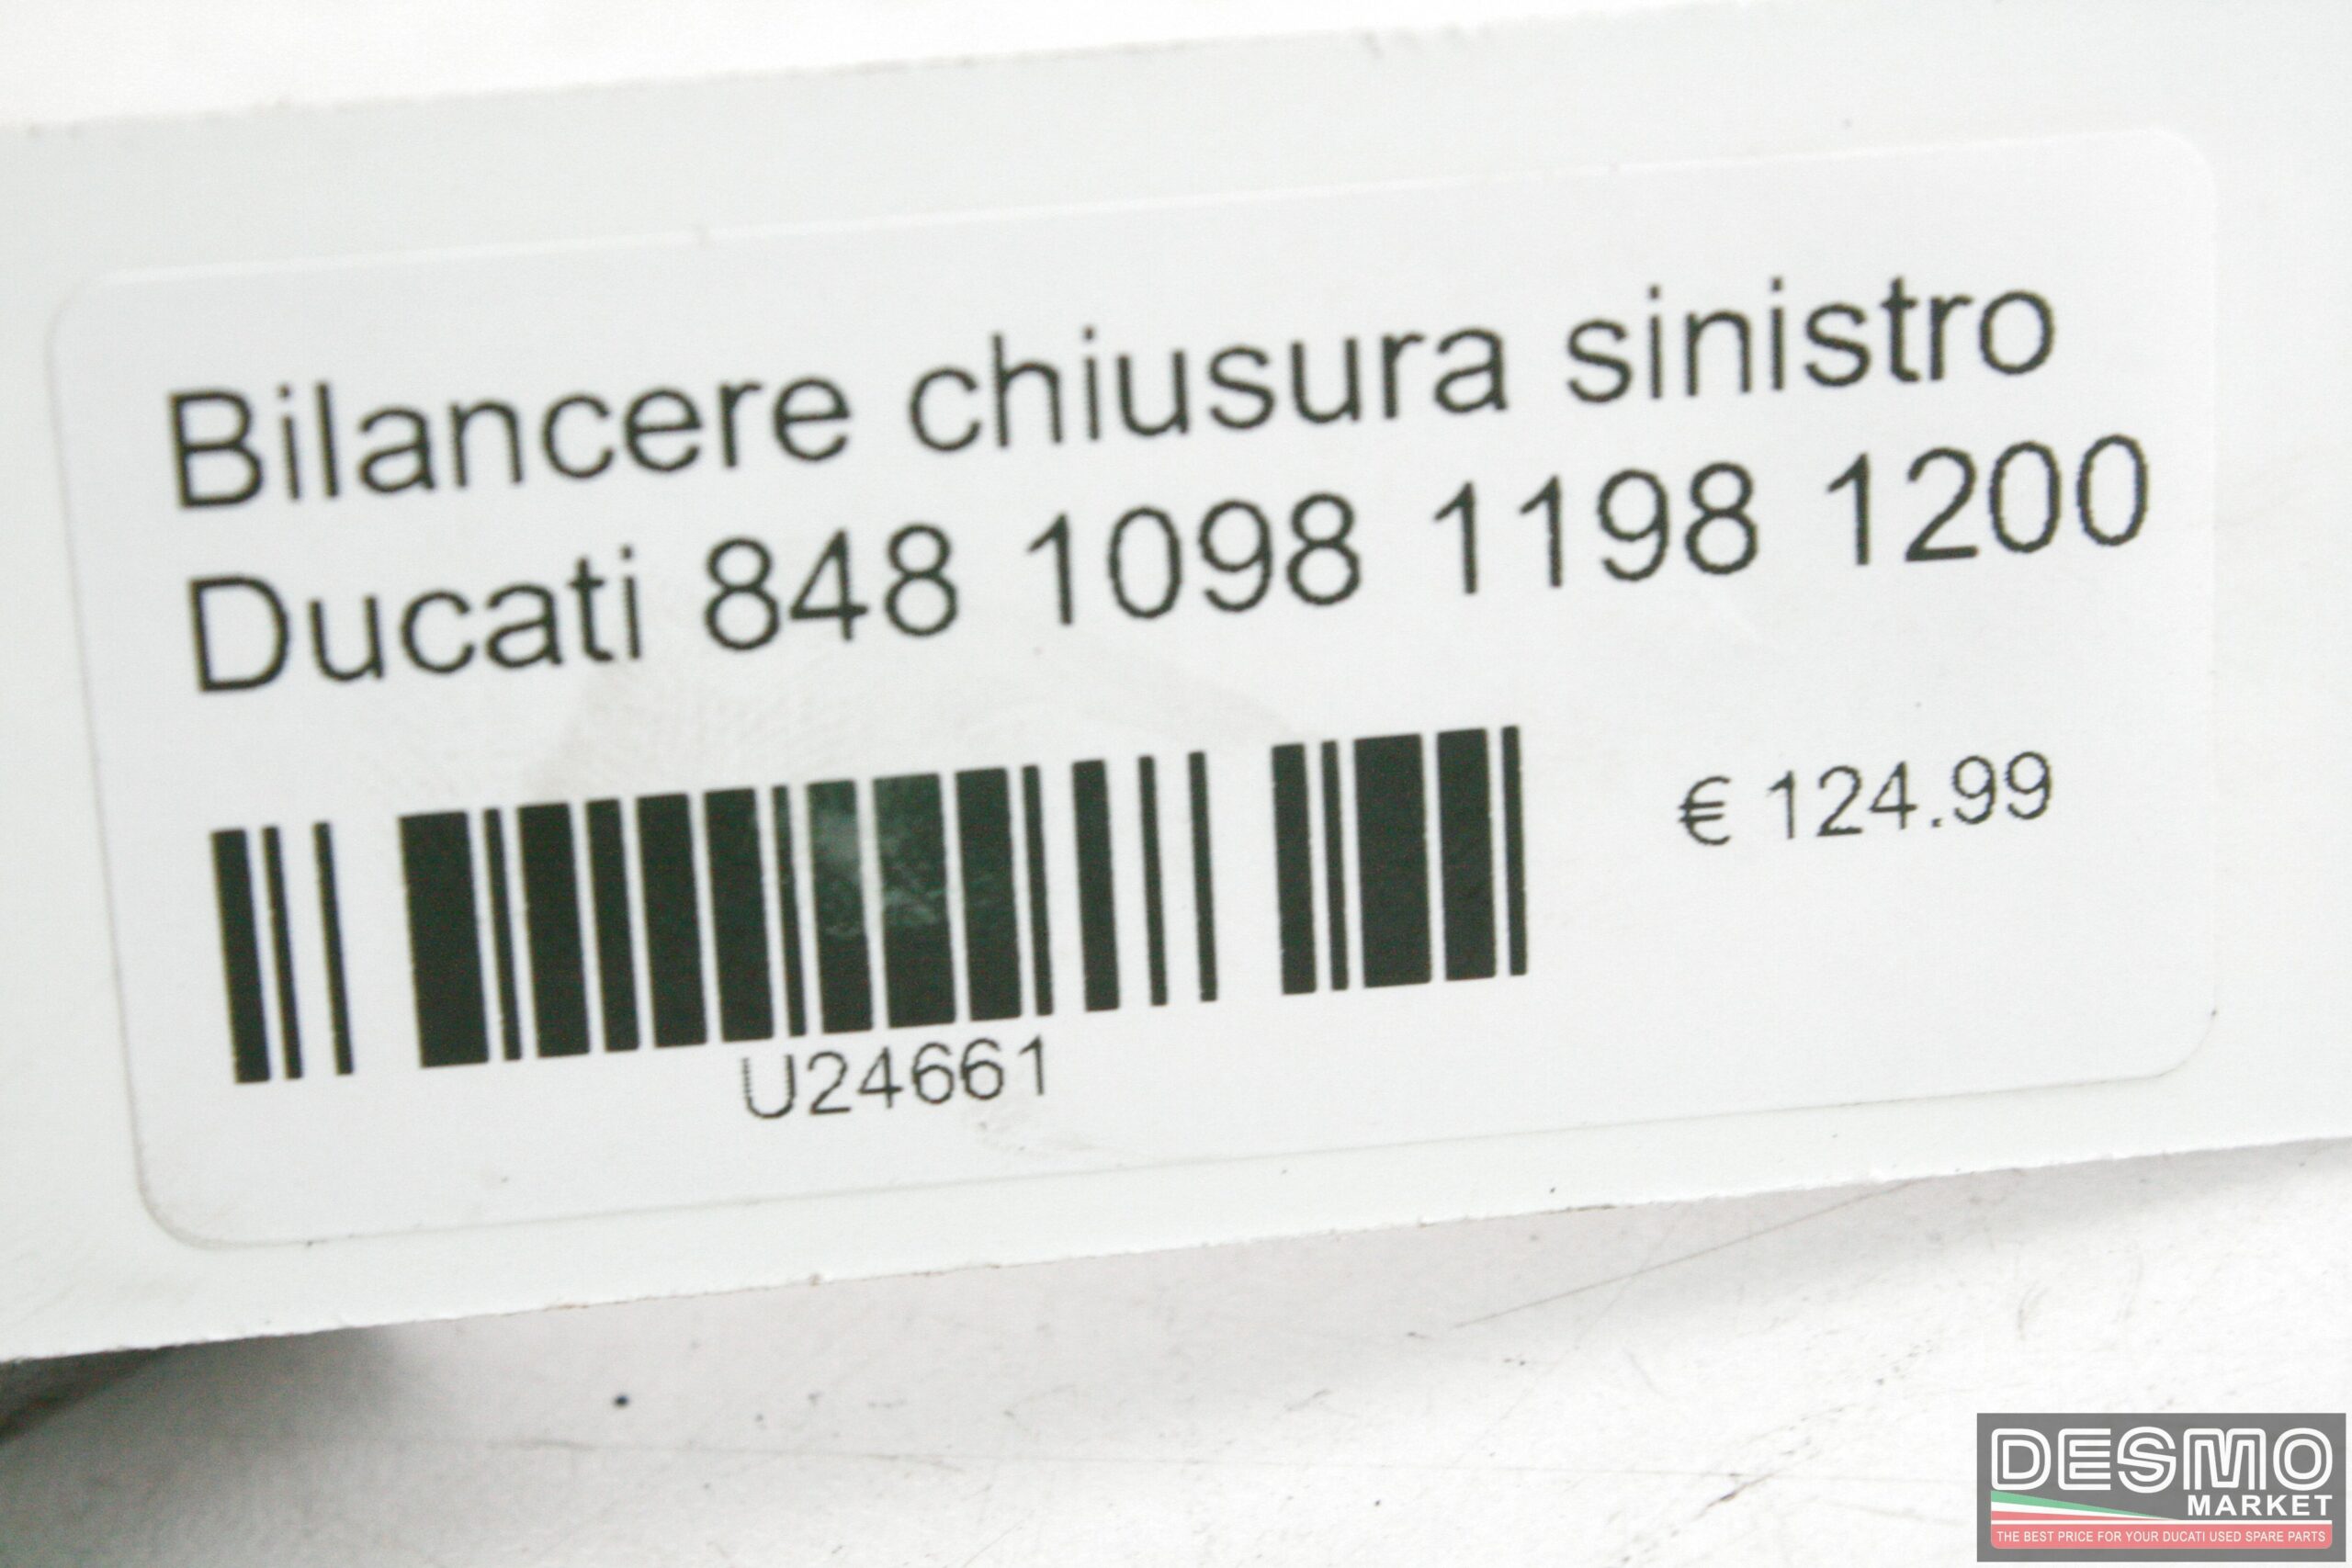 Bilancere chiusura sinistro
Ducati 848 1098 1198 1200
€ 124.99
U24661
DESMO
MARKET
THE BEST PRICE FOR YOUR DUCATI USED SPARE PARTS